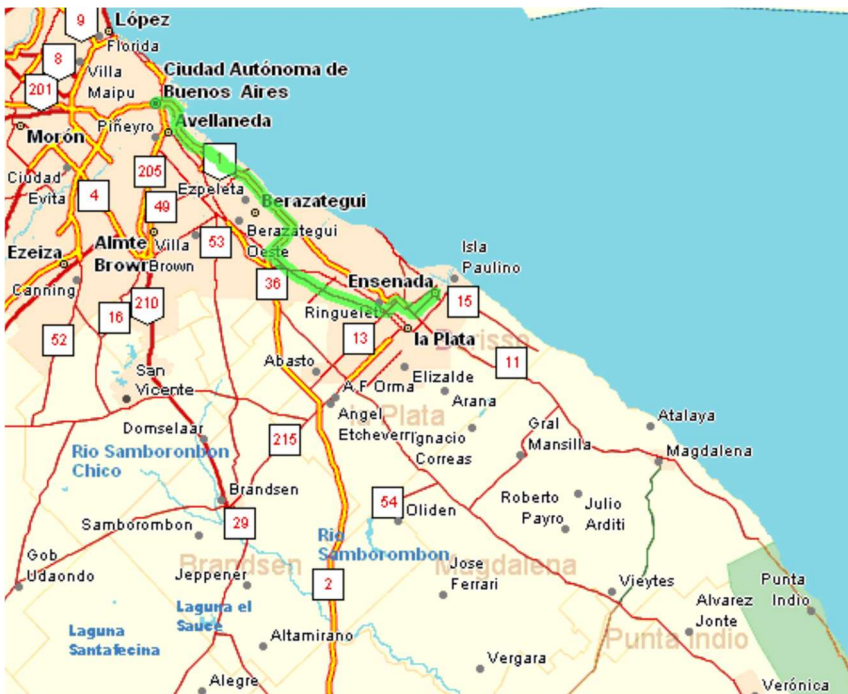 López
9
Florida
8
Villa
Maipu
Ciudad Autónoma de
Buenos Aires
201
Avellaneda
Morón
Piñeyro
1
205
Ciudad
Evita
4
Ezpeleta
49
Berazategui
Berazategui
Oeste
Ezeiza
Almte
Brown
Villa
Brown
53
Isla
Paulino
Canning
36
Ensenada
210
15
16
Ringuelet
52
13
la Plata
Berisso
11
San
Vicente
Abasto
Elizalde
A.F.Orma
Arana
la Plata
Angel
Etcheverry
Ignacio
Correas
Gral
Mansilla
Atalaya
Magdalena
Domselaar
215
Rio Samboronbon
Chico
Brandsen
54
Oliden
Roberto
Payro
Julio
Arditi
Samborombon
29
Rio
Samborombon
Gob
Udaondo
Brandsen
Magdalena
Jeppener
2
Jose
Ferrari
Vieytes
Punta
Indio
Laguna el
Sauce
Alvarez
Jonte
Laguna
Santafecina
Altamirano
Punta Indio
Vergara
Alegre
Verónica